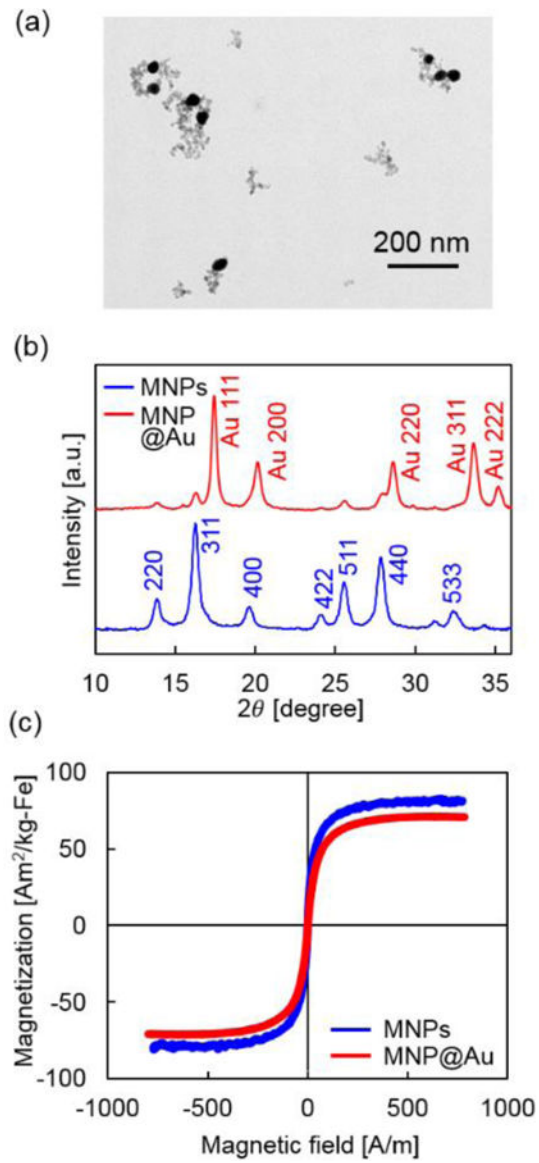 (a)
200 nm
(b)
MNPs
MNP
@Au
Au 111
Au 200
Au 220
Au 311
Au 222
220
311
400
422
511
440
533
Intensity [a.u.]
10 15 20 25 30 35
2θ [degree]
(c)
100
50
0
-50
-100
Magnetization [Am²/kg-Fe]
MNPs
MNP@Au
-1000 -500 0 500 1000
Magnetic field [A/m]